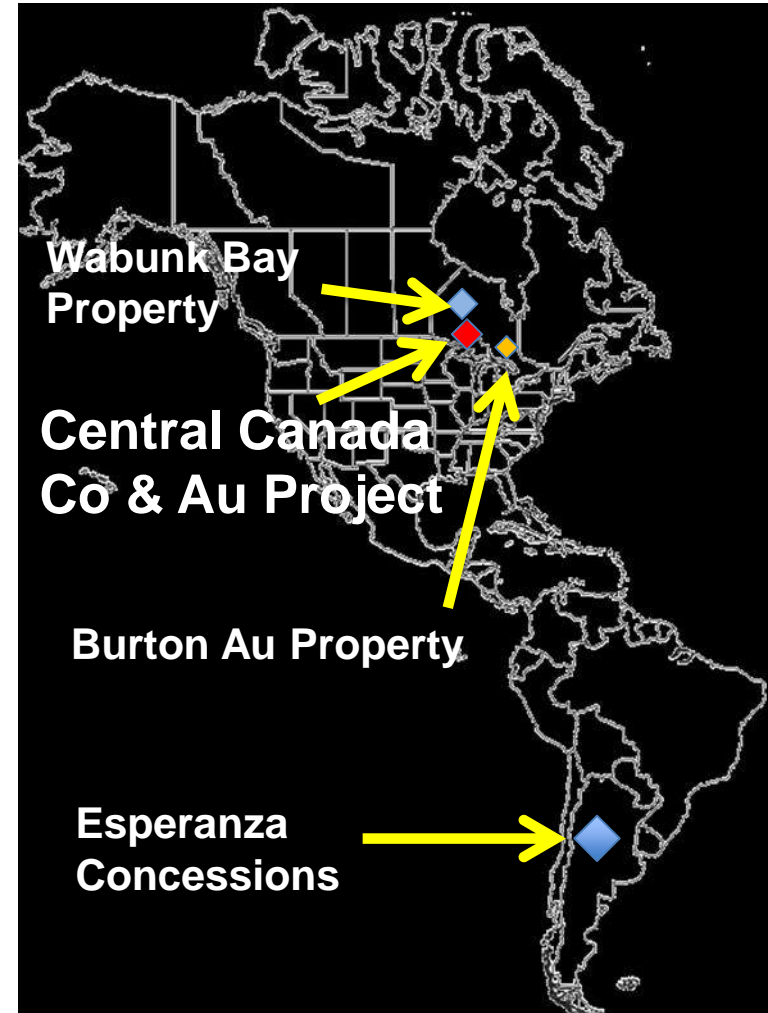 Wabunk Bay
Property
Central Canada
Co & Au Project
Burton Au Property
Esperanza
Concessions